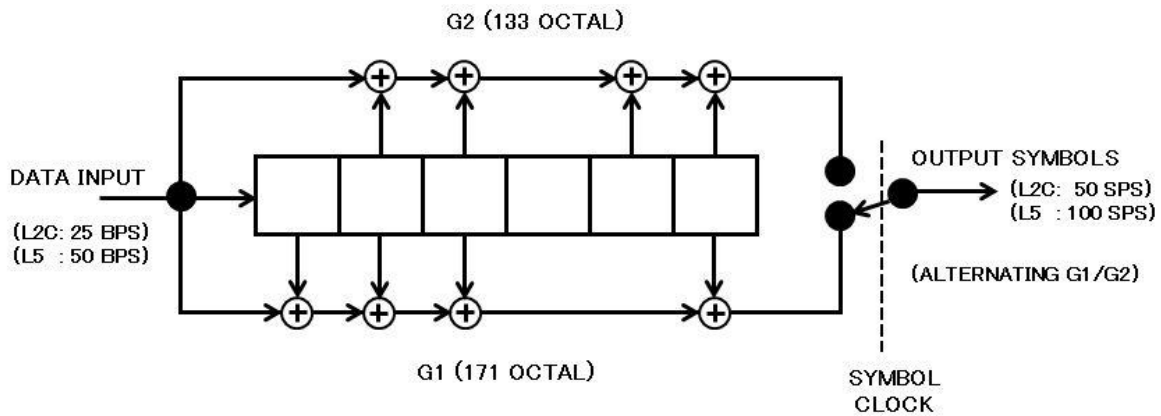 G2 (133 OCTAL)
DATA INPUT
(L2C: 25 BPS)
(L5 : 50 BPS)
OUTPUT SYMBOLS
(L2C: 50 SPS)
(L5 : 100 SPS)
(ALTERNATING G1/G2)
G1 (171 OCTAL)
SYMBOL
CLOCK